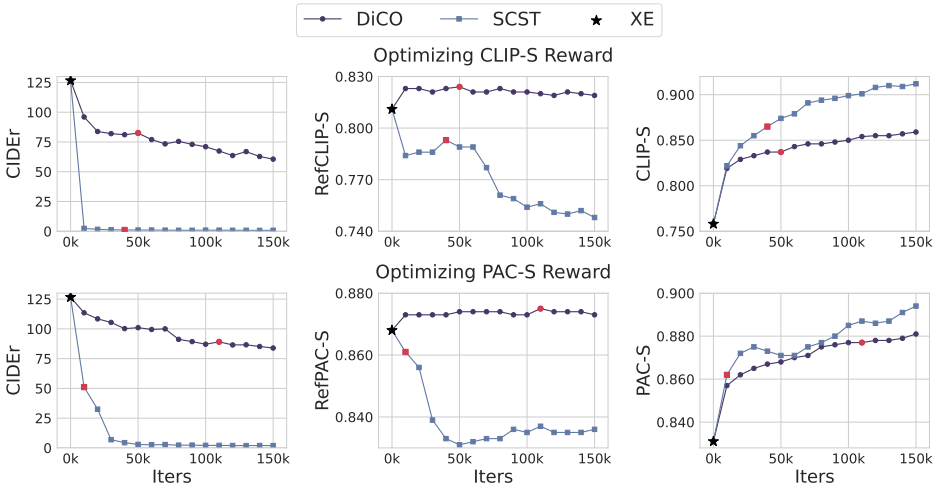 DiCO SCST XE
Optimizing CLIP-S Reward
CIDEr
125
100
75
50
25
0
0k 50k 100k 150k
RefCLIP-S
0.830
0.800
0.770
0.740
0k 50k 100k 150k
CLIP-S
0.900
0.850
0.800
0.750
0k 50k 100k 150k
Optimizing PAC-S Reward
CIDEr
125
100
75
50
25
0
0k 50k 100k 150k
Iters
RefPAC-S
0.880
0.860
0.840
0k 50k 100k 150k
Iters
PAC-S
0.900
0.880
0.860
0.840
0k 50k 100k 150k
Iters